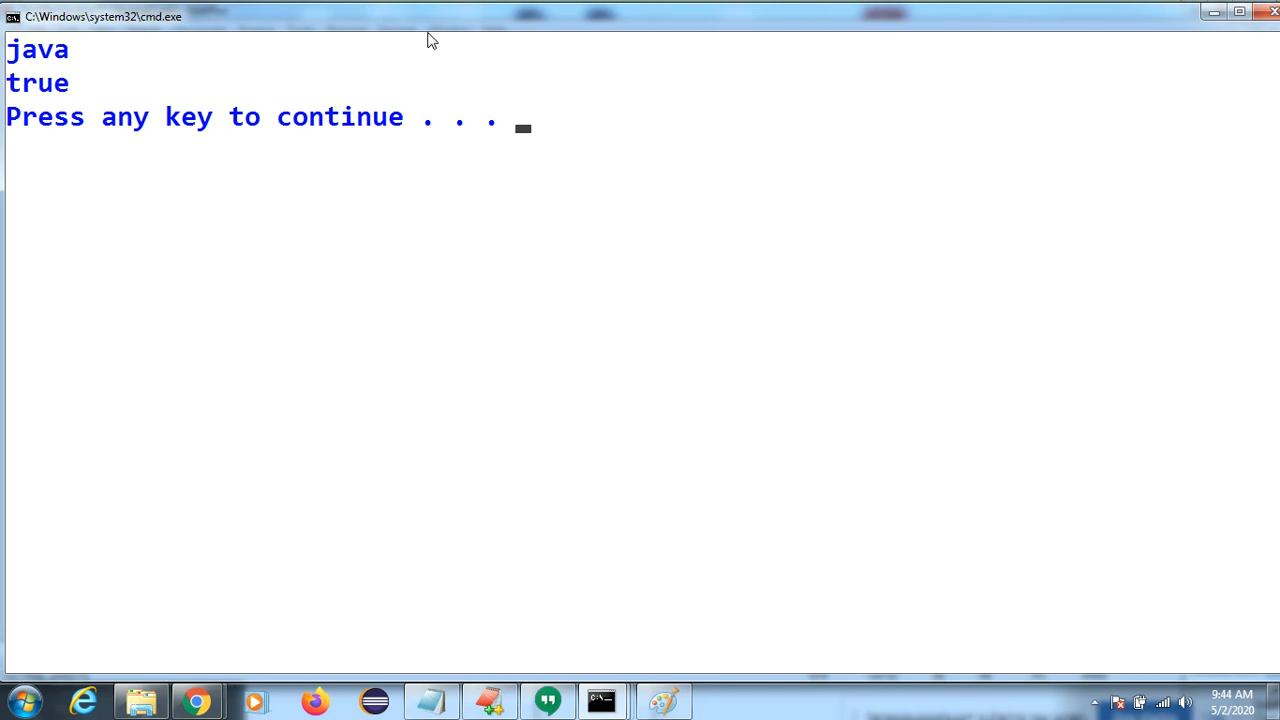 C:\Windows\system32\cmd.exe
java
true
Press any key to continue . . .
9:44 AM
5/2/2020